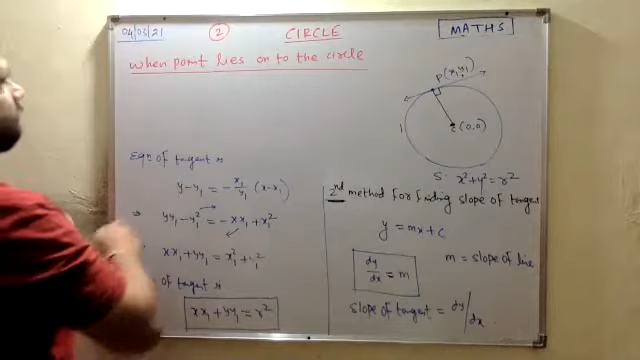 04/03/21
2
CIRCLE
MATHS
when point lies on to the circle
P(x₁y₁)
C(0,0)
S: x²+y²=r²
Eqⁿ of tangent is
y-y₁ = -x₁/y₁ (x-x₁)
⇒ yy₁-y₁² = -xx₁+x₁²
xx₁+yy₁ = x₁²+y₁²
of tangent is
xx₁+yy₁ = r²
2nd method for finding slope of tangent
y = mx+c
dy/dx = m
m = slope of line
slope of tangent = dy/dx.